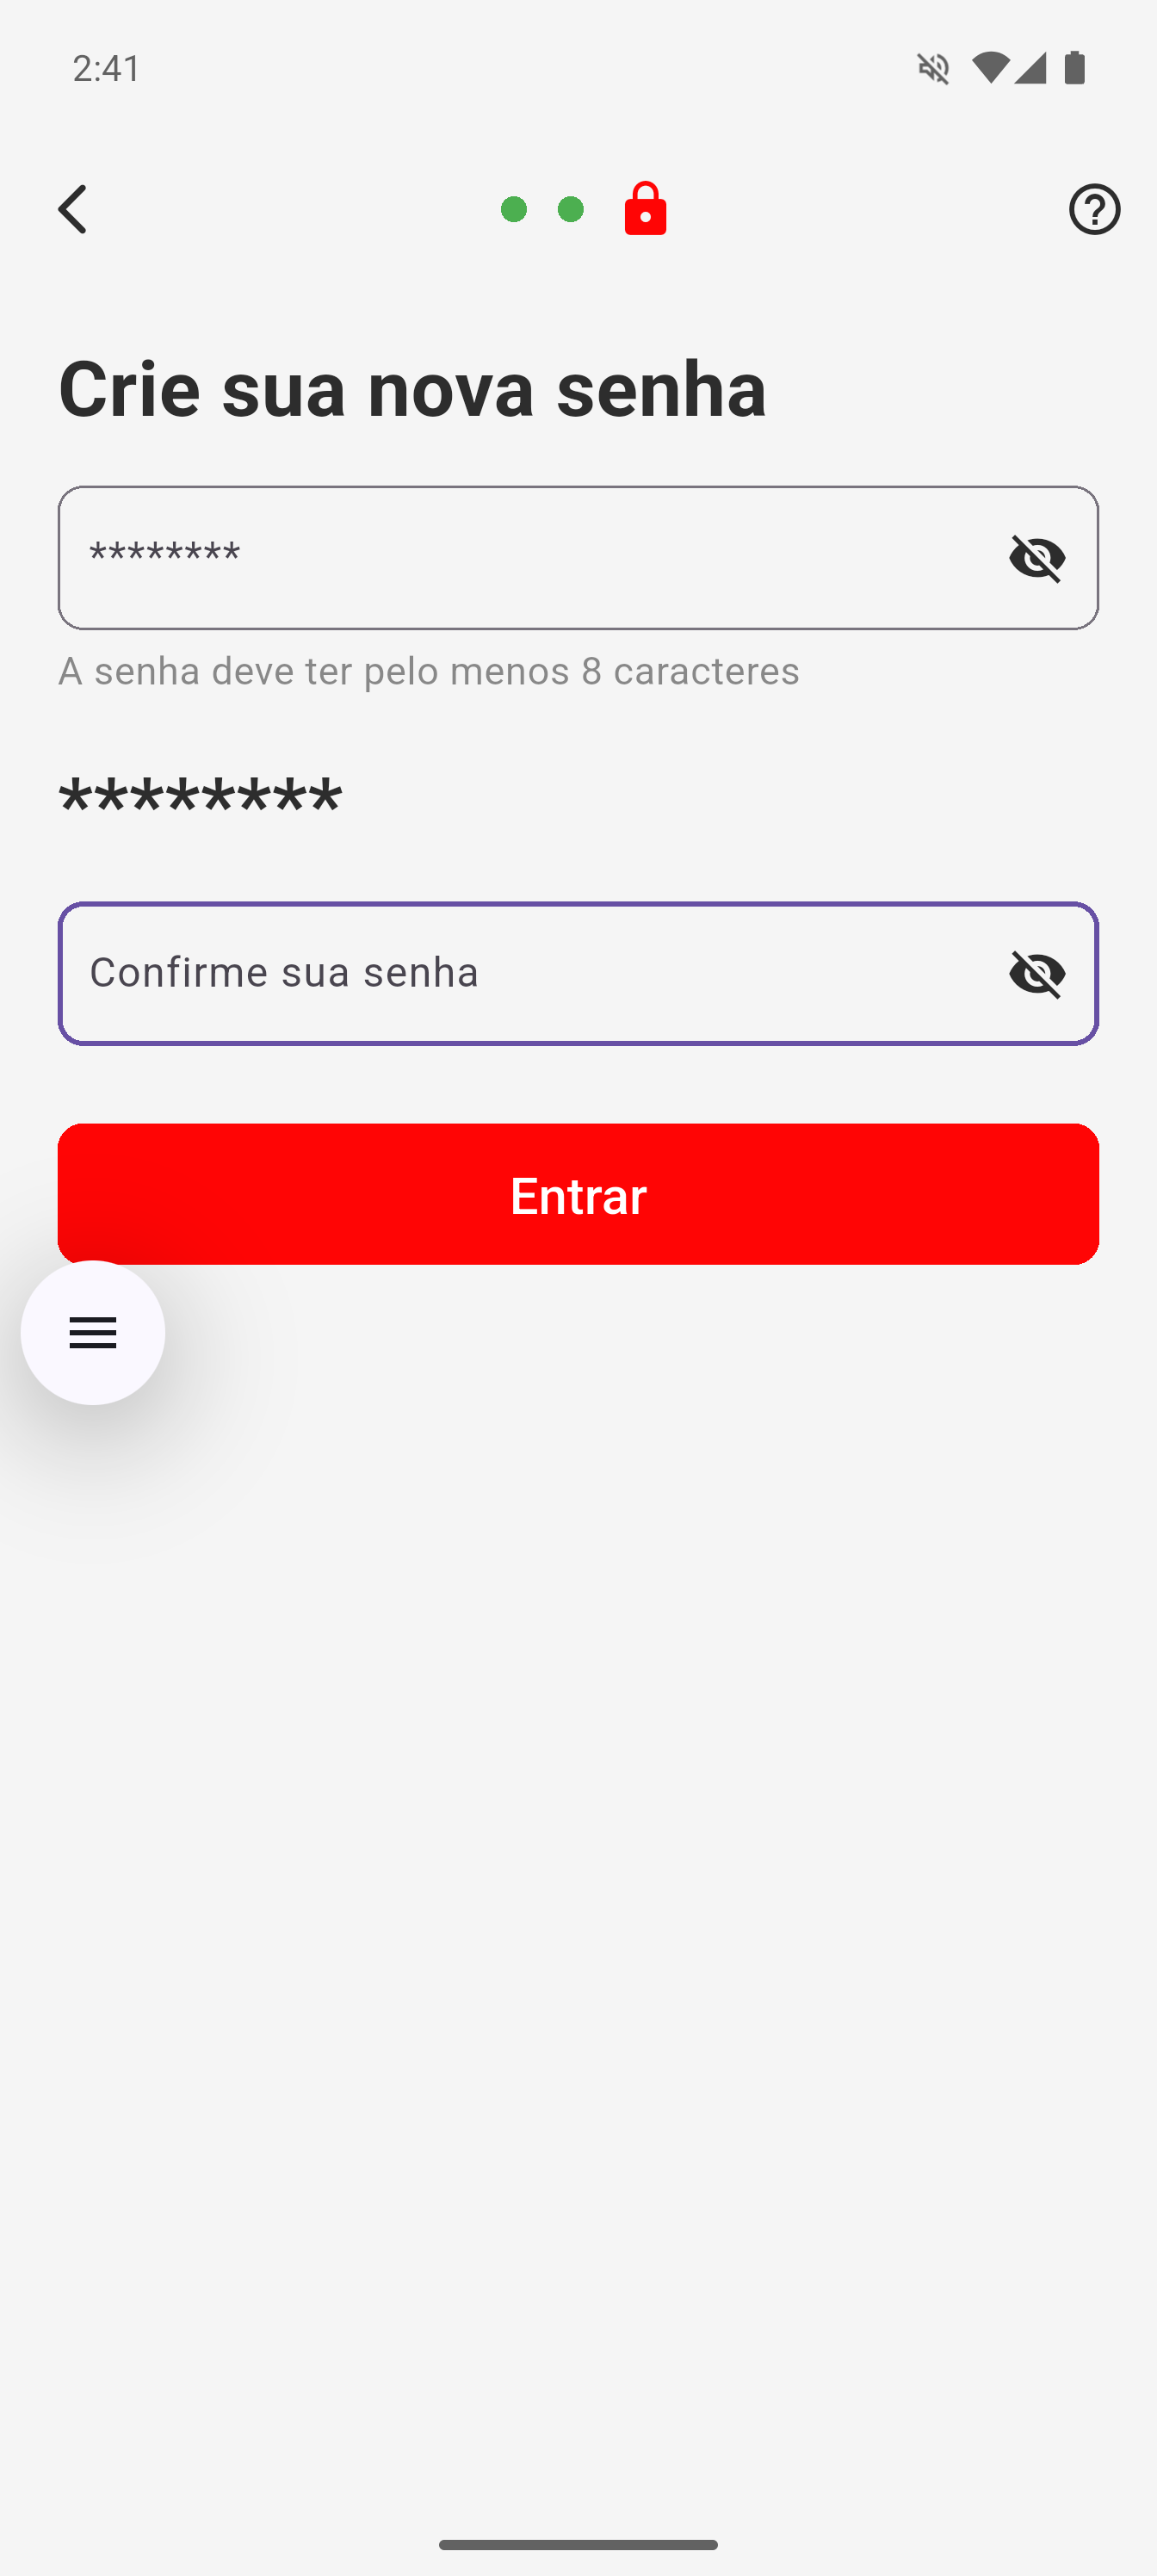 2:41
Crie sua nova senha
********
A senha deve ter pelo menos 8 caracteres
********
Confirme sua senha
Entrar